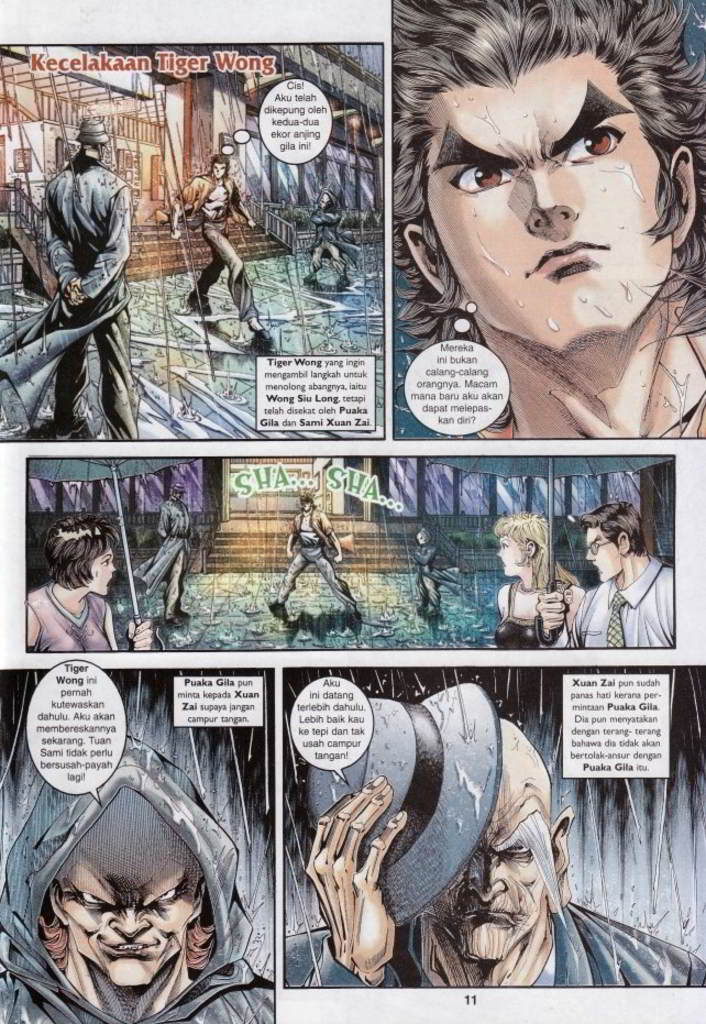 Kecelakaan Tiger Wong
Cis!
Aku telah
dikepung oleh
kedua-dua
ekor anjing
gila ini!
Tiger Wong yang ingin
mengambil langkah untuk
menolong abangnya, iaitu
Wong Siu Long, tetapi
telah disekat oleh Puaka
Gila dan Sami Xuan Zai.
Mereka
ini bukan
calang-calang
orangnya. Macam
mana baru aku akan
dapat melepas-
kan diri?
SHA... SHA...
Tiger
Wong ini
pernah
kutewaskan
dahulu. Aku akan
membereskannya
sekarang. Tuan
Sami tidak perlu
bersusah-payah
lagi!
Puaka Gila pun
minta kepada Xuan
Zai supaya jangan
campur tangan.
Aku
ini datang
terlebih dahulu.
Lebih baik kau
ke tepi dan tak
usah campur
tangan!
Xuan Zai pun sudah
panas hati kerana per-
mintaan Puaka Gila.
Dia pun menyatakan
dengan terang- terang
bahawa dia tidak akan
bertolak-ansur dengan
Puaka Gila itu.
11